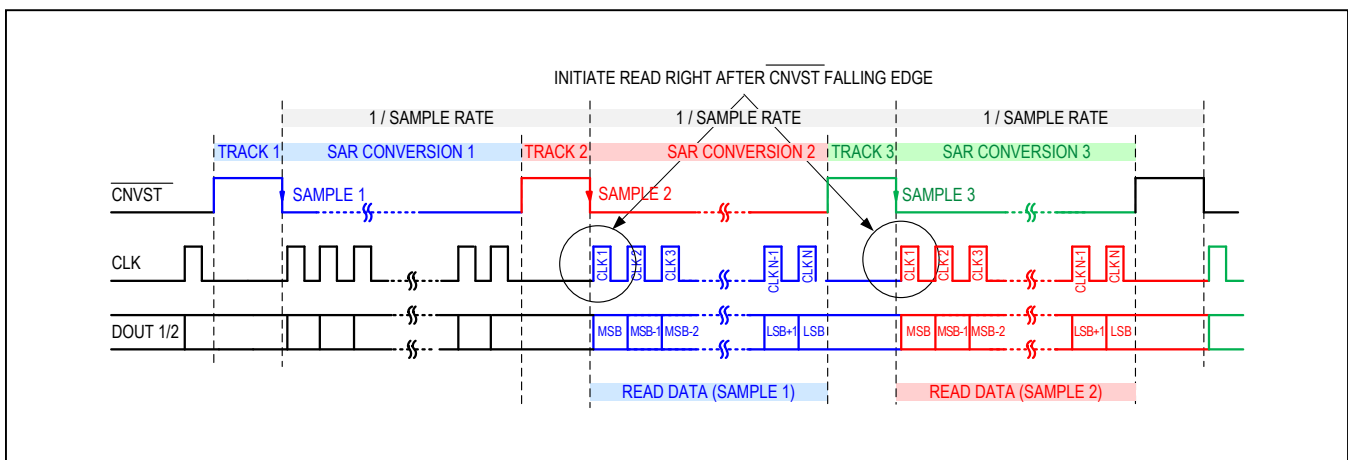 INITIATE READ RIGHT AFTER CNVST FALLING EDGE
1 / SAMPLE RATE 1 / SAMPLE RATE 1 / SAMPLE RATE
TRACK 1 SAR CONVERSION 1 TRACK 2 SAR CONVERSION 2 TRACK 3 SAR CONVERSION 3
CNVST SAMPLE 1 SAMPLE 2 SAMPLE 3
CLK CLK 1 CLK 2 CLK 3 CLK N-1 CLK N CLK 1 CLK 2 CLK 3 CLK N-1 CLK N
DOUT 1/2 MSB MSB-1 MSB-2 LSB+1 LSB MSB MSB-1 MSB-2 LSB+1 LSB
READ DATA (SAMPLE 1) READ DATA (SAMPLE 2)